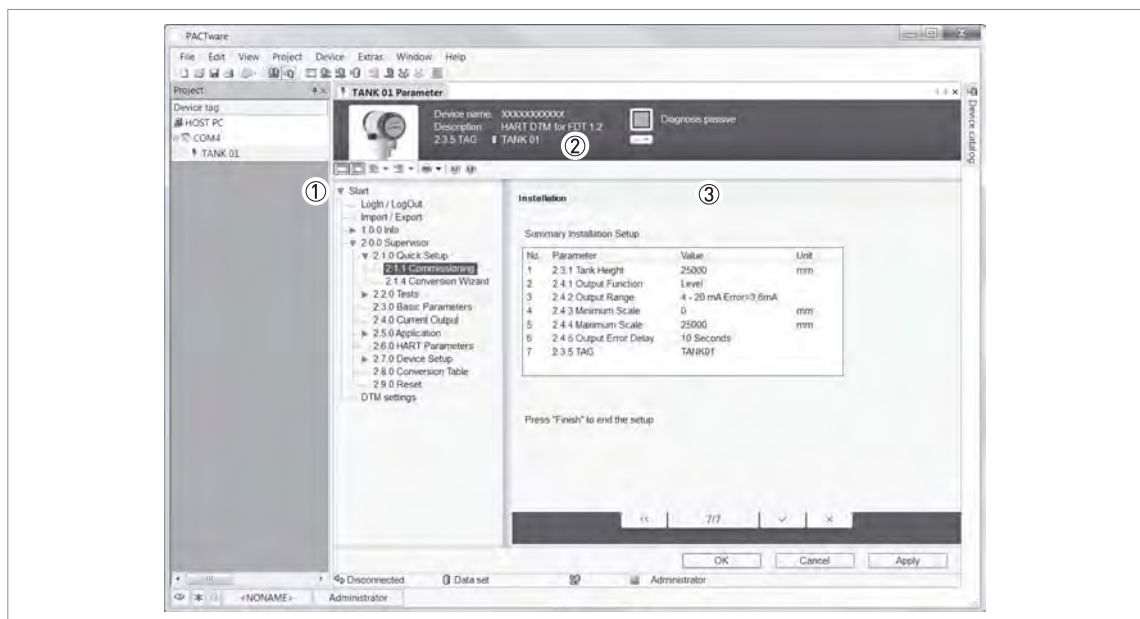 PACTware
File Edit View Project Device Extras Window Help
Project
Device tag
HOST PC
COM4
TANK 01
TANK 01 Parameter
Device name: XXXXXXXXXXX
Description: HART DTM for FDT 1.2
2.3.5 TAG TANK 01
②
Diagnosis passive
Device catalog
①
Start
LogIn / LogOut
Import / Export
1.0.0 Info
2.0.0 Supervisor
2.1.0 Quick Setup
2.1.1 Commissioning
2.1.4 Conversion Wizard
2.2.0 Tests
2.3.0 Basic Parameters
2.4.0 Current Output
2.5.0 Application
2.6.0 HART Parameters
2.7.0 Device Setup
2.8.0 Conversion Table
2.9.0 Reset
DTM settings
③
Installation
Summary Installation Setup
No. Parameter Value Unit
1 2.3.1 Tank Height 25000 mm
2 2.4.1 Output Function Level
3 2.4.2 Output Range 4 - 20 mA Error=3,6mA
4 2.4.3 Minimum Scale 0 mm
5 2.4.4 Maximum Scale 25000 mm
6 2.4.5 Output Error Delay 10 Seconds
7 2.3.5 TAG TANK01
Press "Finish" to end the setup
<< 7/7
OK Cancel Apply
Disconnected Data set Administrator
<NONAME> Administrator